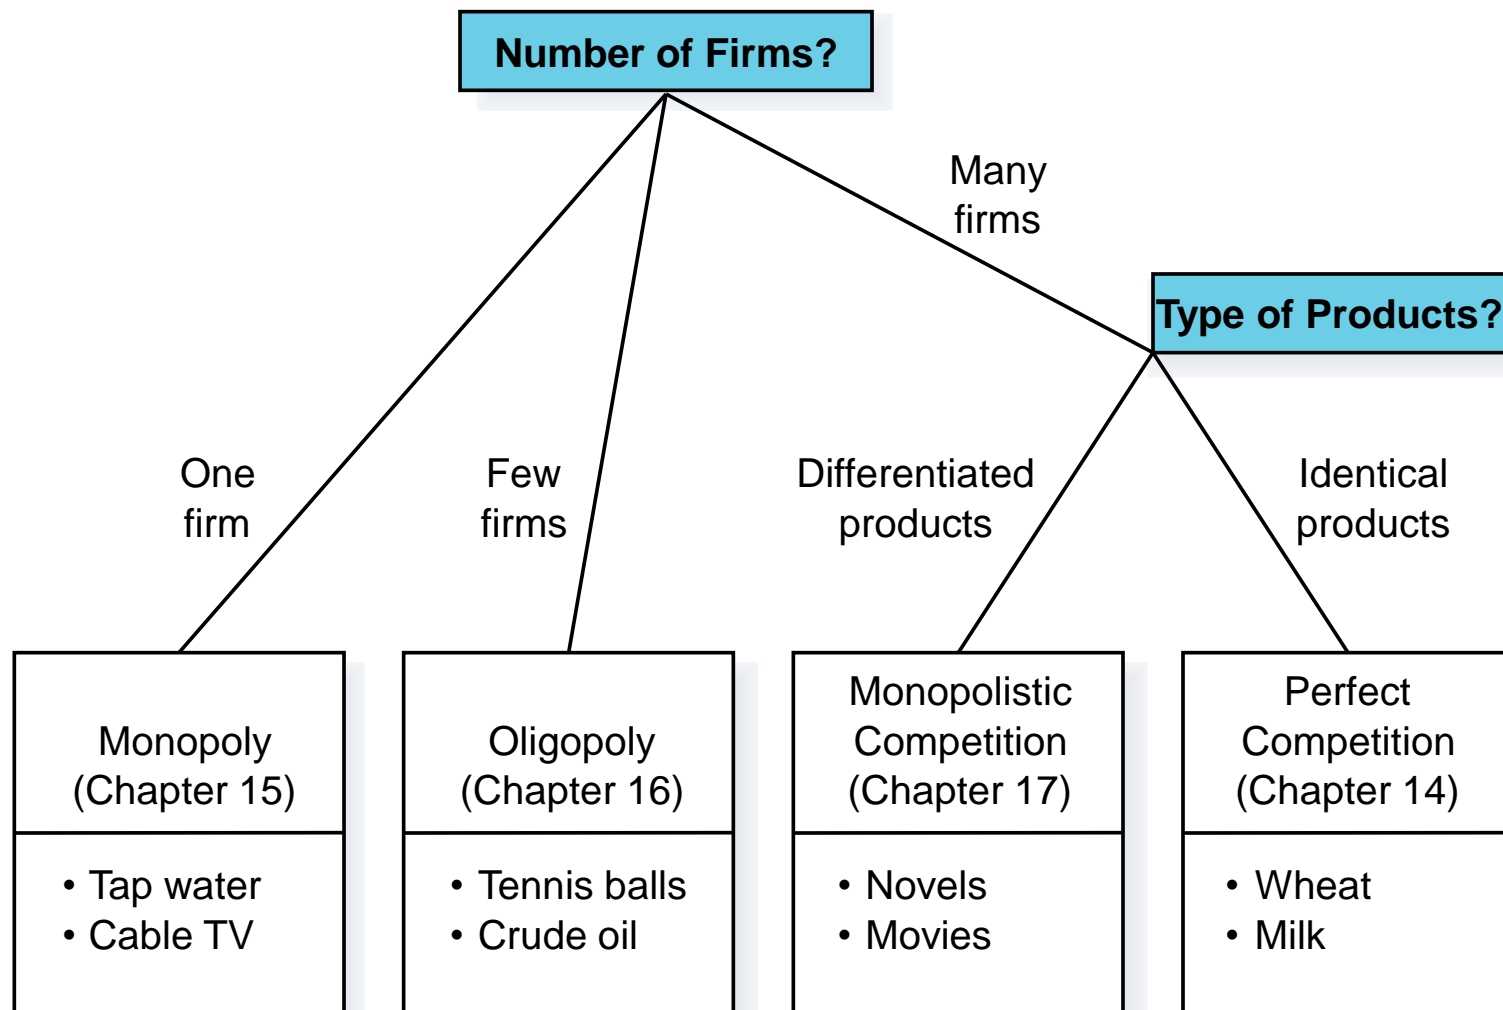 Number of Firms?
Many
firms
Type of Products?
One
firm
Few
firms
Differentiated
products
Identical
products
Monopoly
(Chapter 15)
Oligopoly
(Chapter 16)
Monopolistic
Competition
(Chapter 17)
Perfect
Competition
(Chapter 14)
• Tap water
• Cable TV
• Tennis balls
• Crude oil
• Novels
• Movies
• Wheat
• Milk